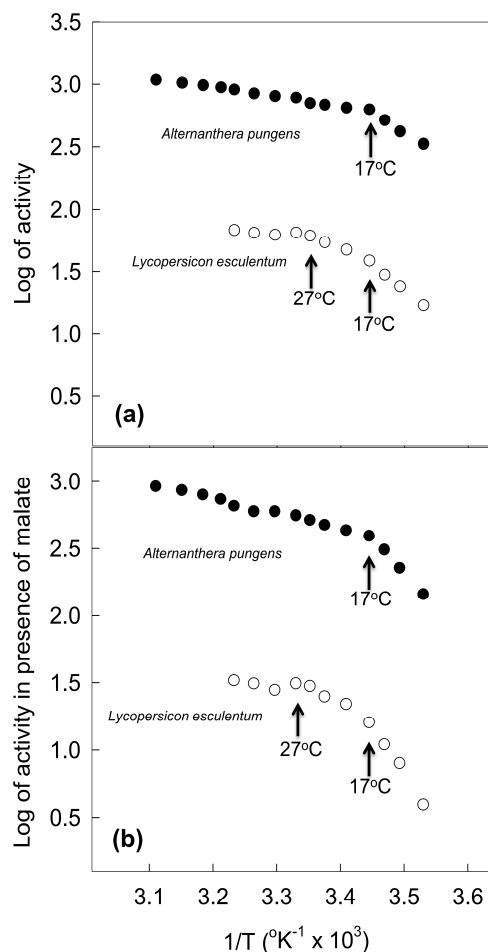 3.5
3.0
Alternanthera pungens
2.5
17°C
2.0
Log of activity
Lycopersicon esculentum
1.5
27°C
17°C
1.0
0.5
(a)
3.0
Alternanthera pungens
2.5
17°C
2.0
Log of activity in presence of malate
1.5
Lycopersicon esculentum
27°C
17°C
1.0
0.5
(b)
3.1 3.2 3.3 3.4 3.5 3.6
1/T (°K⁻¹ x 10³)